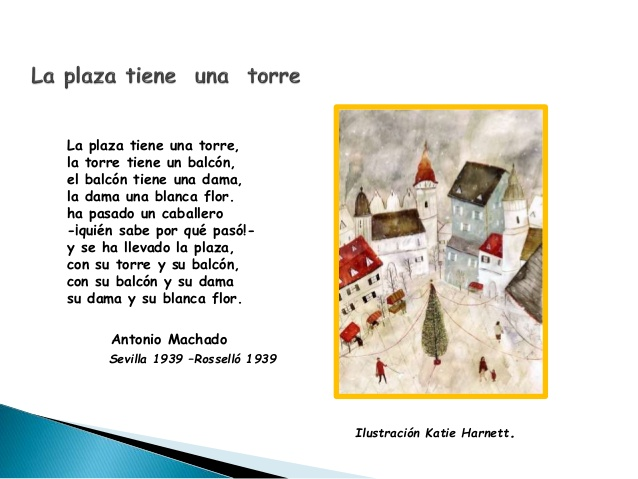 La plaza tiene una torre
La plaza tiene una torre,
la torre tiene un balcón,
el balcón tiene una dama,
la dama una blanca flor.
ha pasado un caballero
-¡quién sabe por qué pasó!-
y se ha llevado la plaza,
con su torre y su balcón,
con su balcón y su dama
su dama y su blanca flor.
Antonio Machado
Sevilla 1939 –Rosselló 1939
Ilustración Katie Harnett.